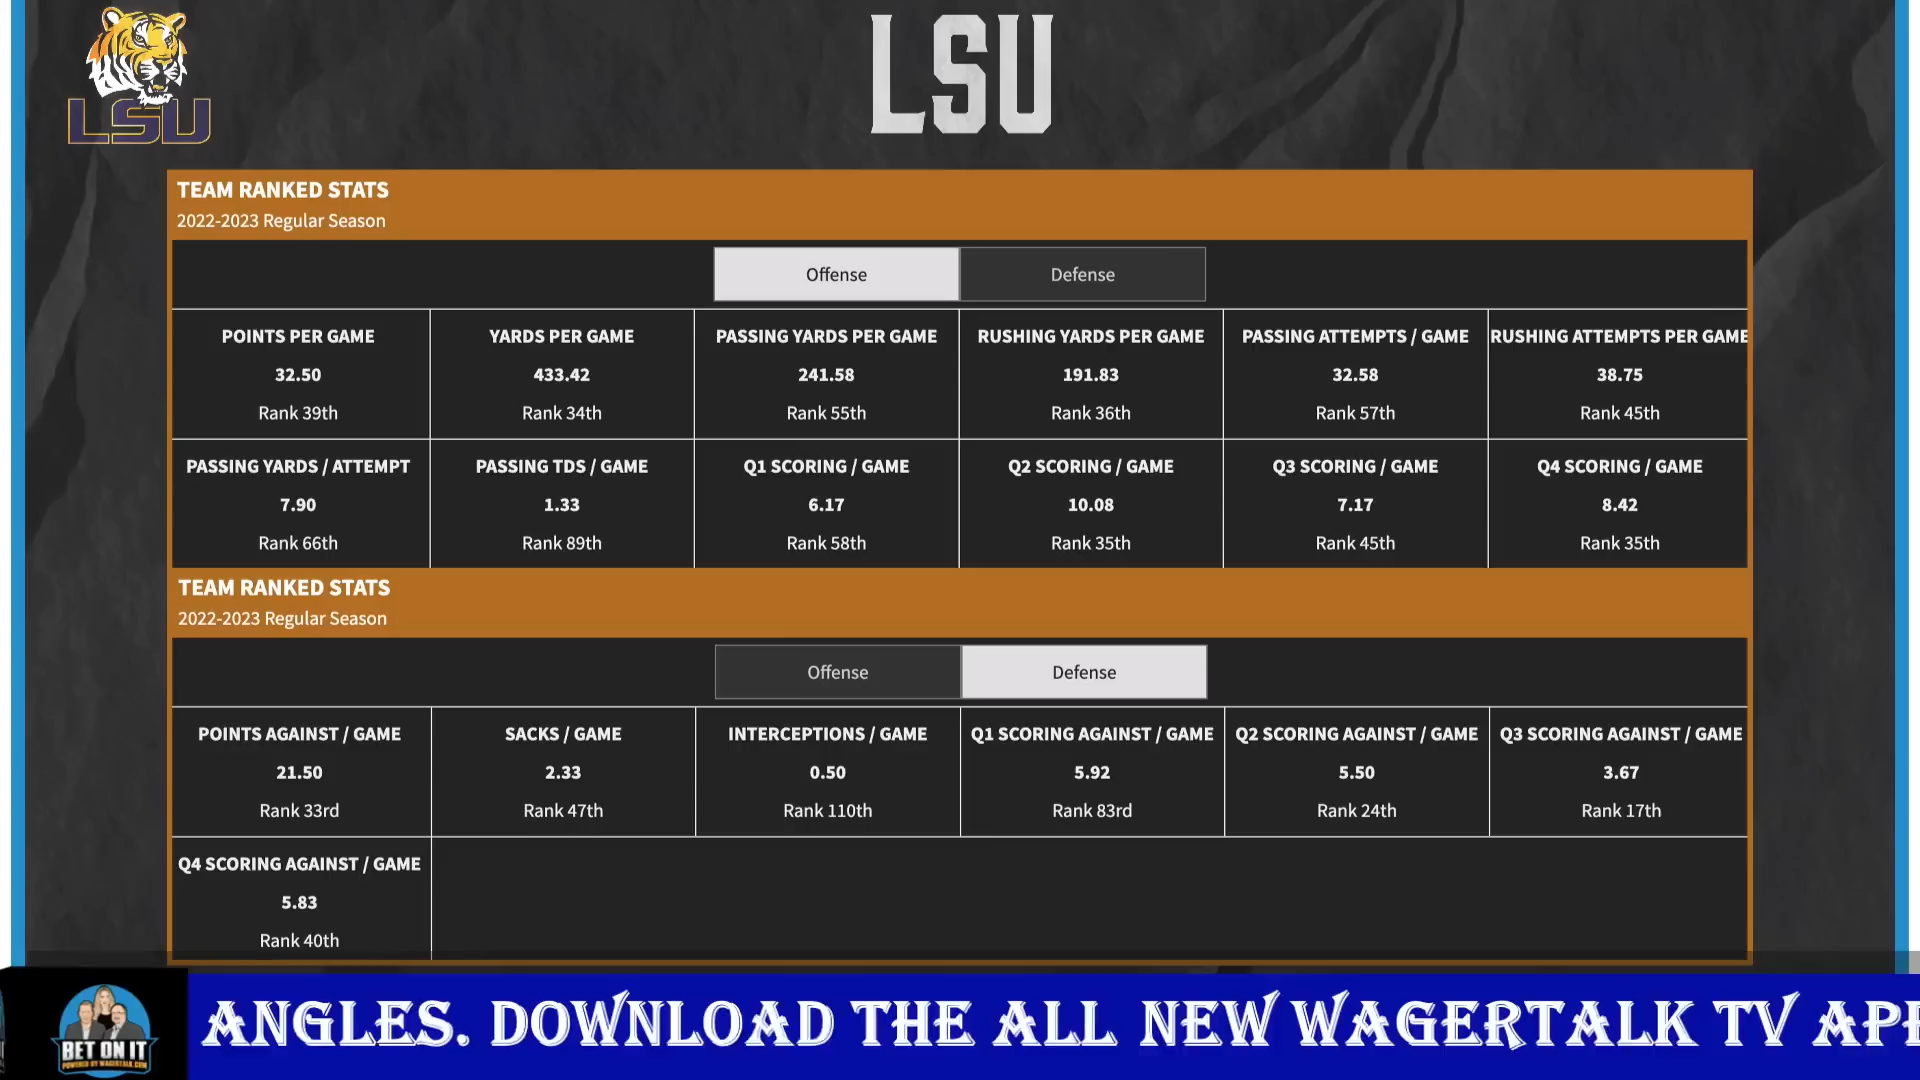 LSU
LSU
TEAM RANKED STATS
2022-2023 Regular Season
Offense Defense
POINTS PER GAME YARDS PER GAME PASSING YARDS PER GAME RUSHING YARDS PER GAME PASSING ATTEMPTS / GAME RUSHING ATTEMPTS PER GAME
32.50 433.42 241.58 191.83 32.58 38.75
Rank 39th Rank 34th Rank 55th Rank 36th Rank 57th Rank 45th
PASSING YARDS / ATTEMPT PASSING TDS / GAME Q1 SCORING / GAME Q2 SCORING / GAME Q3 SCORING / GAME Q4 SCORING / GAME
7.90 1.33 6.17 10.08 7.17 8.42
Rank 66th Rank 89th Rank 58th Rank 35th Rank 45th Rank 35th
TEAM RANKED STATS
2022-2023 Regular Season
Offense Defense
POINTS AGAINST / GAME SACKS / GAME INTERCEPTIONS / GAME Q1 SCORING AGAINST / GAME Q2 SCORING AGAINST / GAME Q3 SCORING AGAINST / GAME
21.50 2.33 0.50 5.92 5.50 3.67
Rank 33rd Rank 47th Rank 110th Rank 83rd Rank 24th Rank 17th
Q4 SCORING AGAINST / GAME
5.83
Rank 40th
BET ON IT
POWERED BY WAGERTALK.COM
ANGLES. DOWNLOAD THE ALL NEW WAGERTALK TV APP